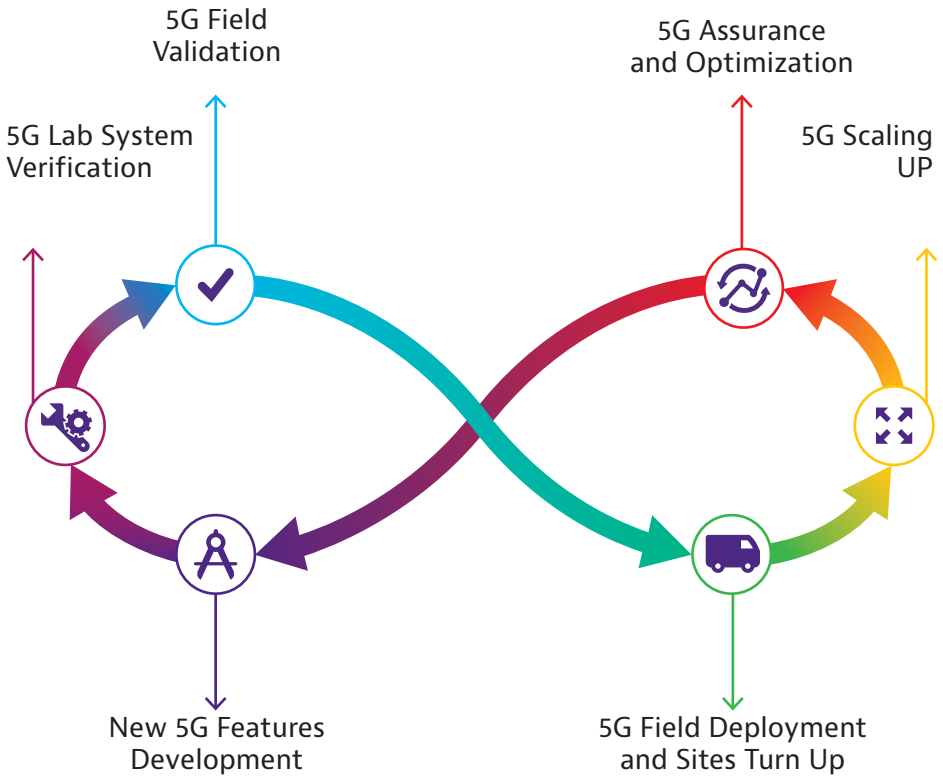 5G Field
Validation
5G Assurance
and Optimization
5G Lab System
Verification
5G Scaling
UP
New 5G Features
Development
5G Field Deployment
and Sites Turn Up